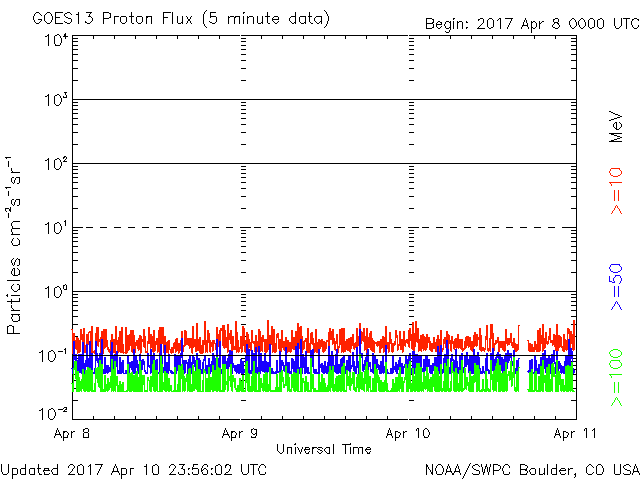 GOES13 Proton Flux (5 minute data)
Begin: 2017 Apr 8 0000 UTC
10⁴
10³
10²
10¹
10⁰
10⁻¹
10⁻²
Particles cm⁻²s⁻¹sr⁻¹
MeV
>=10
>=50
>=100
Apr 8
Apr 9
Apr 10
Apr 11
Universal Time
Updated 2017 Apr 10 23:56:02 UTC
NOAA/SWPC Boulder, CO USA